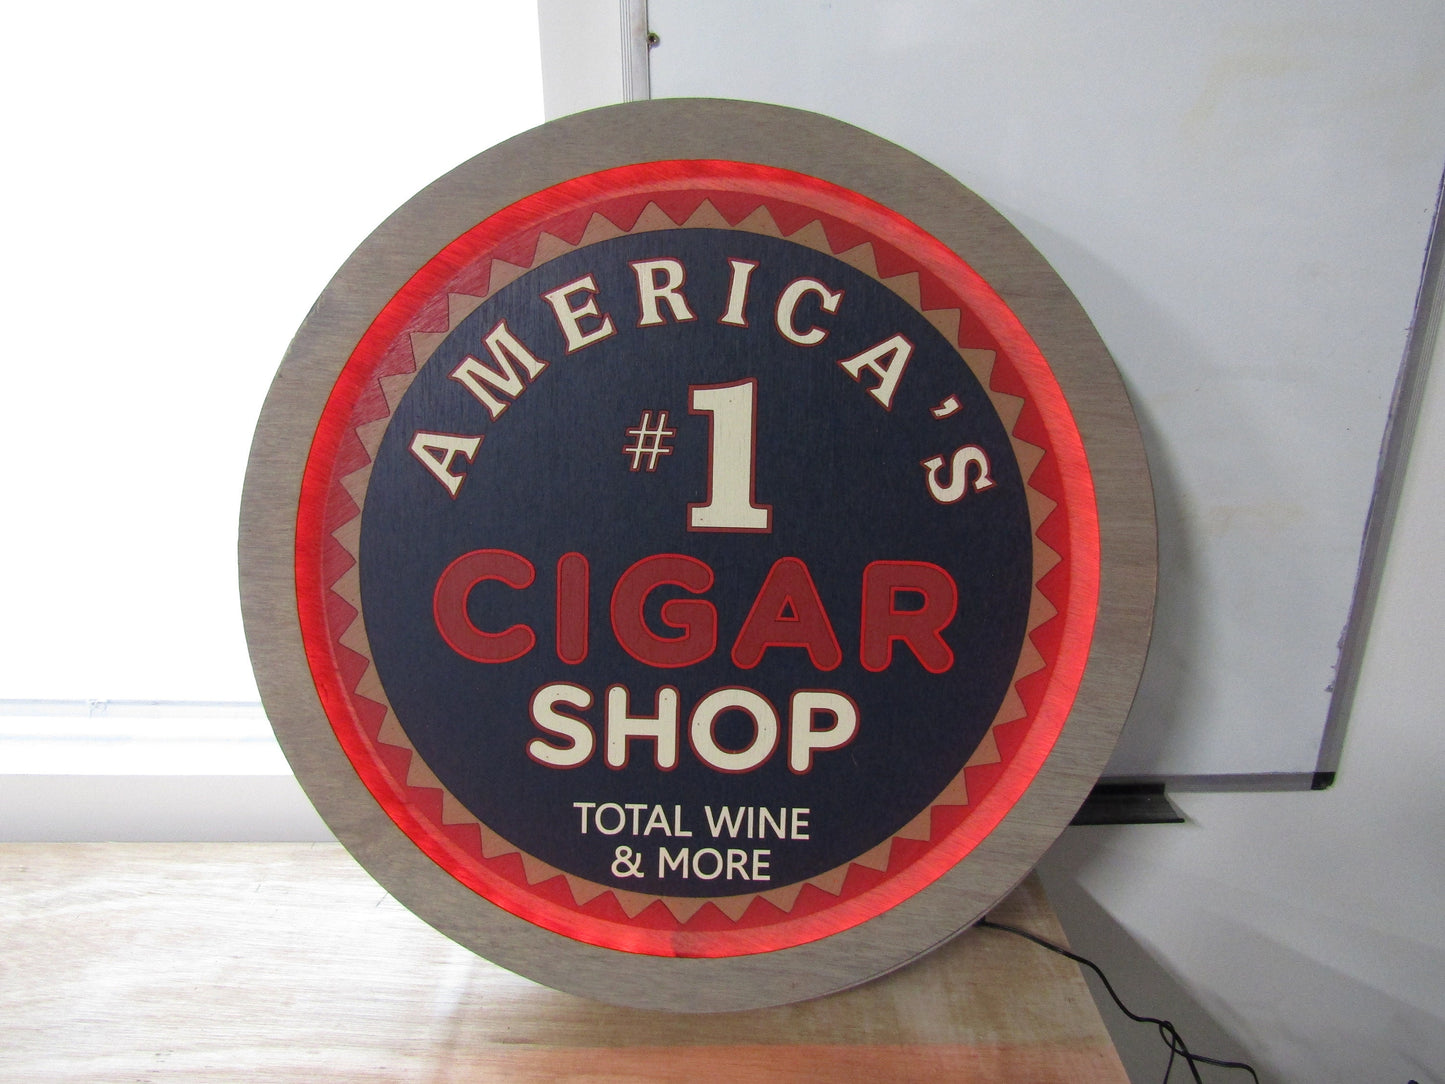 AMERICA'S
#1
CIGAR
SHOP
TOTAL WINE
& MORE